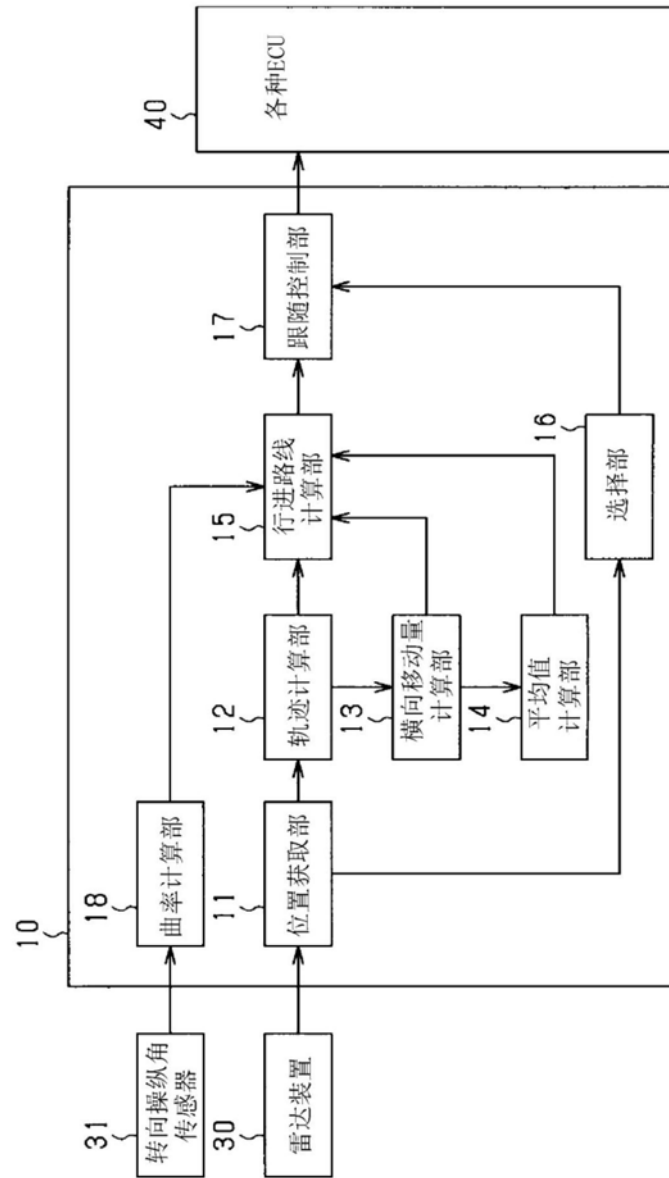 10
31
转向操纵角
传感器
18
曲率计算部
30
雷达装置
11
位置获取部
12
轨迹计算部
13
横向移动量
计算部
14
平均值
计算部
15
行进路线
计算部
16
选择部
17
跟随控制部
40
各种ECU